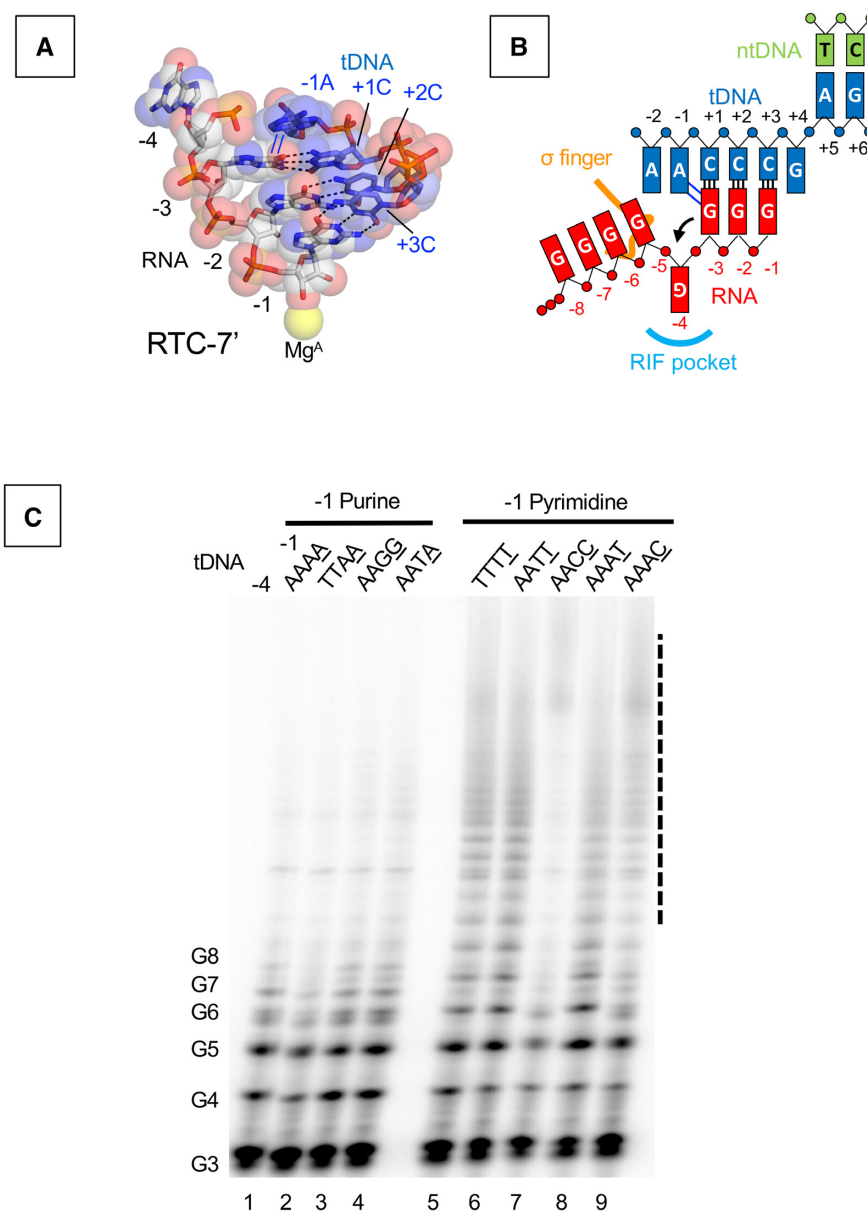 A
tDNA
-1A
+1C
+2C
-4
-3
+3C
RNA
-2
-1
RTC-7'
Mg^A
B
ntDNA
T C
tDNA
A G
-2 -1 +1 +2 +3 +4
+5 +6
σ finger
A A C C C G
G G G G G G G
G
-8 -7 -6 -5 -3 -2 -1
-4
RNA
RIF pocket
C
-1 Purine
-1 Pyrimidine
tDNA
-4
-1
AAAA
TTAA
AAGG
AATA
TTTT
AATT
AACC
AAAT
AAAC
G8
G7
G6
G5
G4
G3
1 2 3 4 5 6 7 8 9